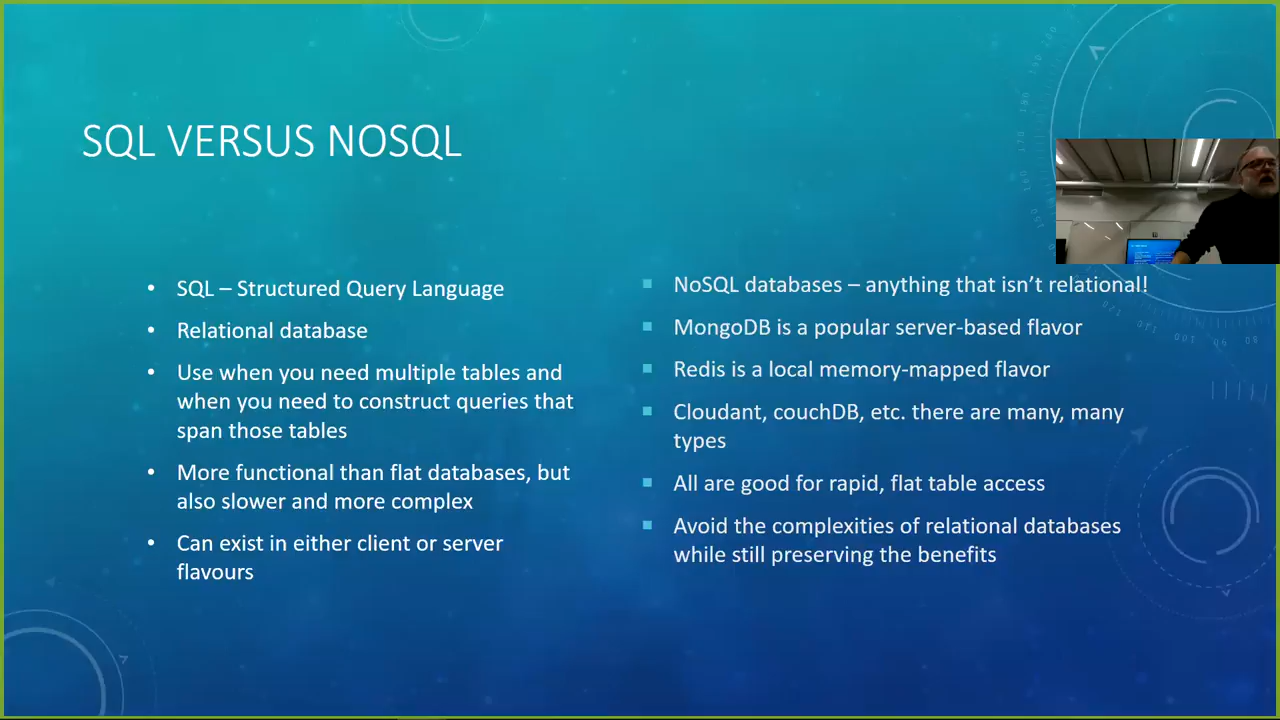 SQL VERSUS NOSQL
• SQL – Structured Query Language
• Relational database
• Use when you need multiple tables and
when you need to construct queries that
span those tables
• More functional than flat databases, but
also slower and more complex
• Can exist in either client or server
flavours
▪ NoSQL databases – anything that isn’t relational!
▪ MongoDB is a popular server-based flavor
▪ Redis is a local memory-mapped flavor
▪ Cloudant, couchDB, etc. there are many, many
types
▪ All are good for rapid, flat table access
▪ Avoid the complexities of relational databases
while still preserving the benefits